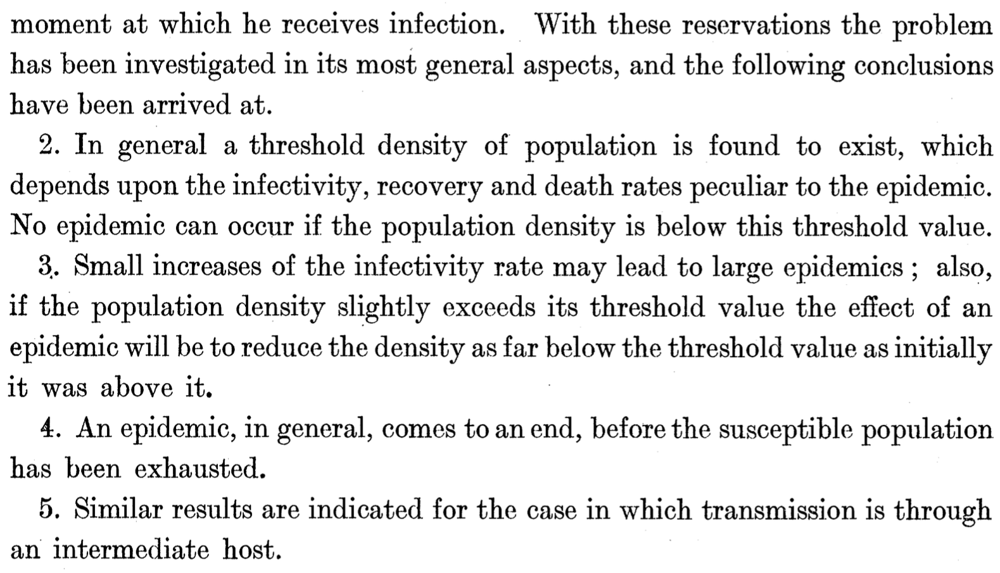 moment at which he receives infection. With these reservations the problem
has been investigated in its most general aspects, and the following conclusions
have been arrived at.
2. In general a threshold density of population is found to exist, which
depends upon the infectivity, recovery and death rates peculiar to the epidemic.
No epidemic can occur if the population density is below this threshold value.
3. Small increases of the infectivity rate may lead to large epidemics ; also,
if the population density slightly exceeds its threshold value the effect of an
epidemic will be to reduce the density as far below the threshold value as initially
it was above it.
4. An epidemic, in general, comes to an end, before the susceptible population
has been exhausted.
5. Similar results are indicated for the case in which transmission is through
an intermediate host.